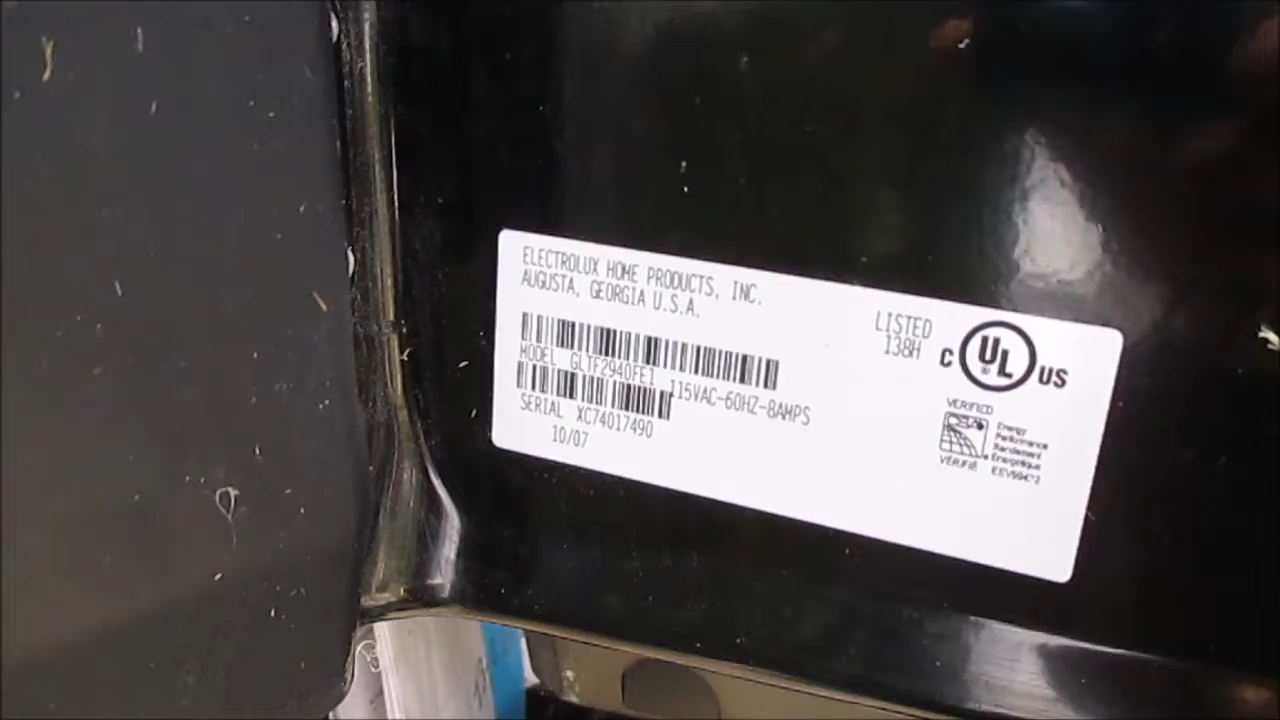 ELECTROLUX HOME PRODUCTS, INC.
AUGUSTA, GEORGIA U.S.A.
LISTED
138H
C UL ® US
MODEL GLTF2940FE1 115VAC-60HZ-8AMPS
SERIAL XC74017490
10/07
VERIFIED
Energy
Performance
Rendement
Énergétique
VÉRIFIÉ